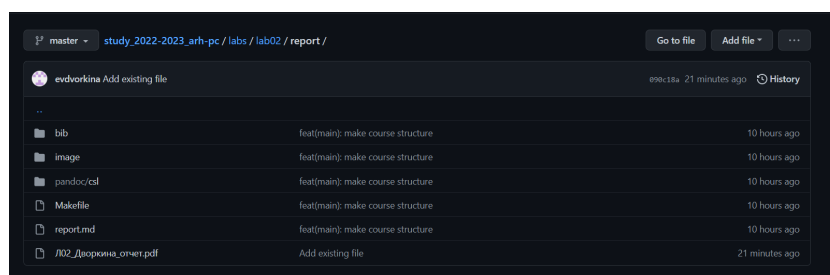 master study_2022-2023_arh-pc / labs / lab02 / report / Go to file Add file ...
evdvorkina Add existing file 090c18a 21 minutes ago History
..
bib feat(main): make course structure 10 hours ago
image feat(main): make course structure 10 hours ago
pandoc/csl feat(main): make course structure 10 hours ago
Makefile feat(main): make course structure 10 hours ago
report.md feat(main): make course structure 10 hours ago
Л02_Дворкина_отчет.pdf Add existing file 21 minutes ago